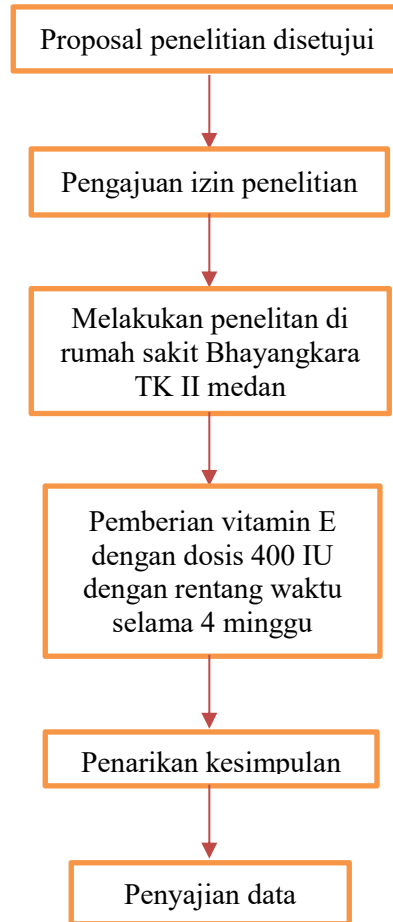 Proposal penelitian disetujui
Pengajuan izin penelitian
Melakukan penelitan di
rumah sakit Bhayangkara
TK II medan
Pemberian vitamin E
dengan dosis 400 IU
dengan rentang waktu
selama 4 minggu
Penarikan kesimpulan
Penyajian data